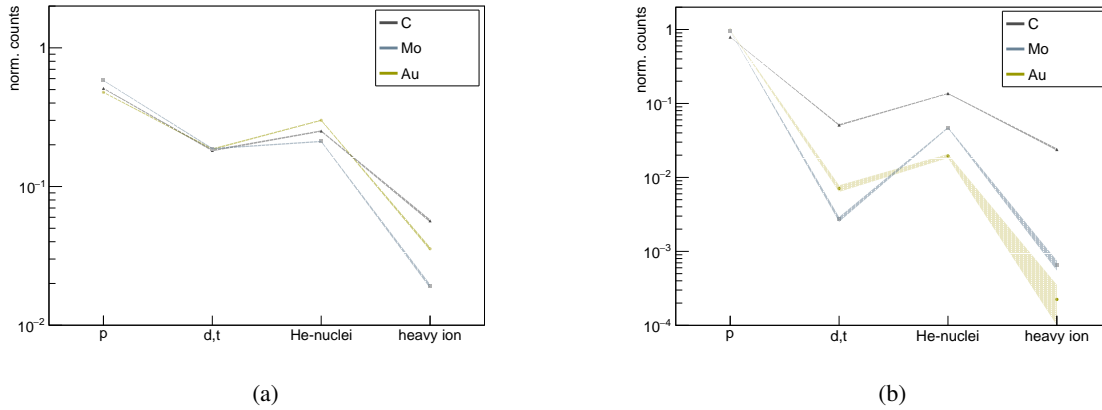 norm. counts
1
10⁻¹
10⁻²
C
Mo
Au
p
d,t
He-nuclei
heavy ion
(a)
norm. counts
1
10⁻¹
10⁻²
10⁻³
10⁻⁴
C
Mo
Au
p
d,t
He-nuclei
heavy ion
(b)